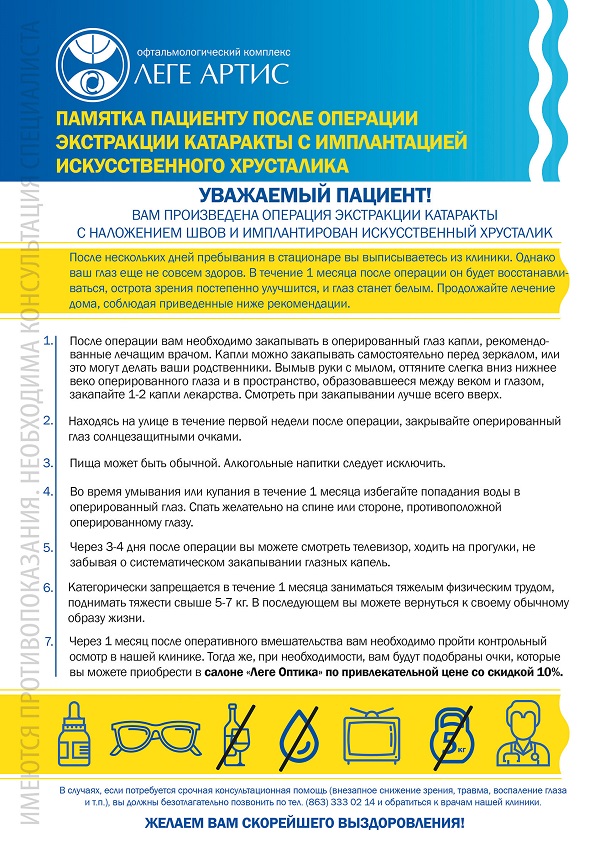 офтальмологический комплекс
ЛЕГЕ АРТИС
ПАМЯТКА ПАЦИЕНТУ ПОСЛЕ ОПЕРАЦИИ
ЭКСТРАКЦИИ КАТАРАКТЫ С ИМПЛАНТАЦИЕЙ
ИСКУССТВЕННОГО ХРУСТАЛИКА
УВАЖАЕМЫЙ ПАЦИЕНТ!
ВАМ ПРОИЗВЕДЕНА ОПЕРАЦИЯ ЭКСТРАКЦИИ КАТАРАКТЫ
С НАЛОЖЕНИЕМ ШВОВ И ИМПЛАНТИРОВАН ИСКУССТВЕННЫЙ ХРУСТАЛИК
После нескольких дней пребывания в стационаре вы выписываетесь из клиники. Однако
ваш глаз еще не совсем здоров. В течение 1 месяца после операции он будет восстанавли-
ваться, острота зрения постепенно улучшится, и глаз станет белым. Продолжайте лечение
дома, соблюдая приведенные ниже рекомендации.
1. После операции вам необходимо закапывать в оперированный глаз капли, рекомендо-
ванные лечащим врачом. Капли можно закапывать самостоятельно перед зеркалом, или
это могут делать ваши родственники. Вымыв руки с мылом, оттяните слегка вниз нижнее
веко оперированного глаза и в пространство, образовавшееся между веком и глазом,
закапайте 1-2 капли лекарства. Смотреть при закапывании лучше всего вверх.
2. Находясь на улице в течение первой недели после операции, закрывайте оперированный
глаз солнцезащитными очками.
3. Пища может быть обычной. Алкогольные напитки следует исключить.
4. Во время умывания или купания в течение 1 месяца избегайте попадания воды в
оперированный глаз. Спать желательно на спине или стороне, противоположной
оперированному глазу.
5. Через 3-4 дня после операции вы можете смотреть телевизор, ходить на прогулки, не
забывая о систематическом закапывании глазных капель.
6. Категорически запрещается в течение 1 месяца заниматься тяжелым физическим трудом,
поднимать тяжести свыше 5-7 кг. В последующем вы можете вернуться к своему обычному
образу жизни.
7. Через 1 месяц после оперативного вмешательства вам необходимо пройти контрольный
осмотр в нашей клинике. Тогда же, при необходимости, вам будут подобраны очки, которые
вы можете приобрести в салоне «Леге Оптика» по привлекательной цене со скидкой 10%.
5 кг
В случаях, если потребуется срочная консультационная помощь (внезапное снижение зрения, травма, воспаление глаза
и т.п.), вы должны безотлагательно позвонить по тел. (863) 333 02 14 и обратиться к врачам нашей клиники.
ЖЕЛАЕМ ВАМ СКОРЕЙШЕГО ВЫЗДОРОВЛЕНИЯ!
ИМЕЮТСЯ ПРОТИВОПОКАЗАНИЯ. НЕОБХОДИМА КОНСУЛЬТАЦИЯ СПЕЦИАЛИСТА